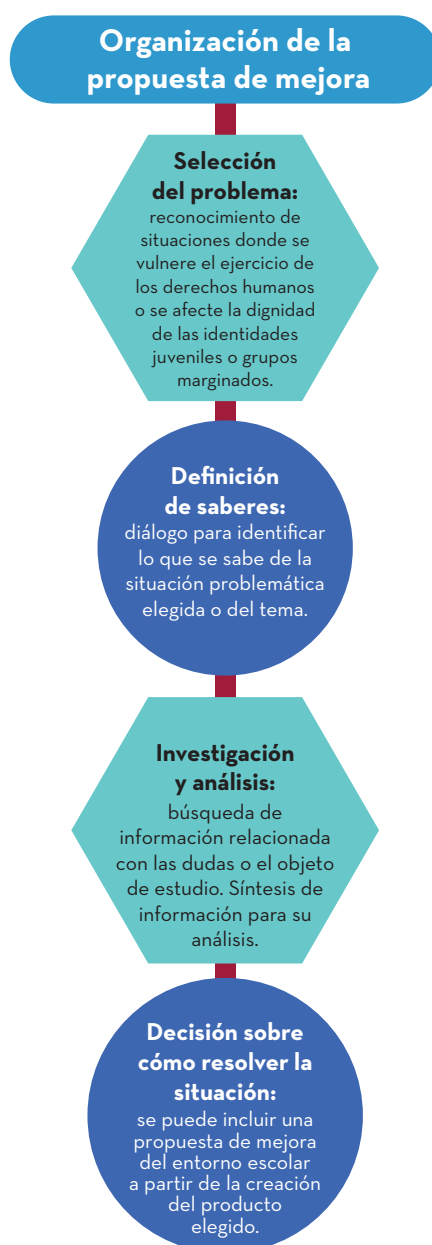 Organización de la
propuesta de mejora
Selección
del problema:
reconocimiento de
situaciones donde se
vulnere el ejercicio de
los derechos humanos
o se afecte la dignidad
de las identidades
juveniles o grupos
marginados.
Definición
de saberes:
diálogo para identificar
lo que se sabe de la
situación problemática
elegida o del tema.
Investigación
y análisis:
búsqueda de
información relacionada
con las dudas o el objeto
de estudio. Síntesis de
información para su
análisis.
Decisión sobre
cómo resolver la
situación:
se puede incluir una
propuesta de mejora
del entorno escolar
a partir de la creación
del producto
elegido.